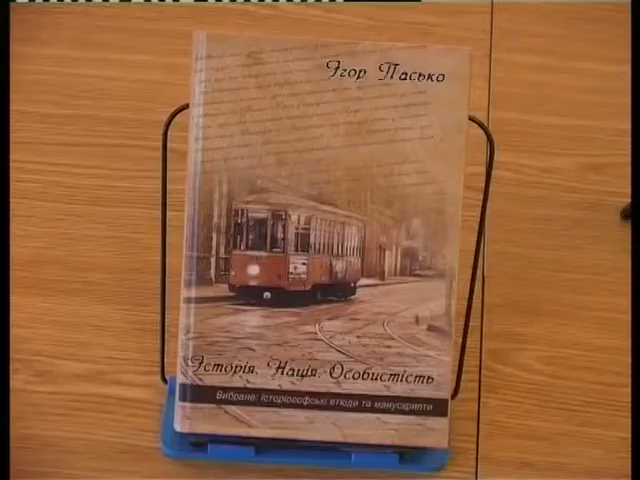 Ігор Пасько
Історія. Нація. Особистість
Вибране: історіософські етюди та манускрипти